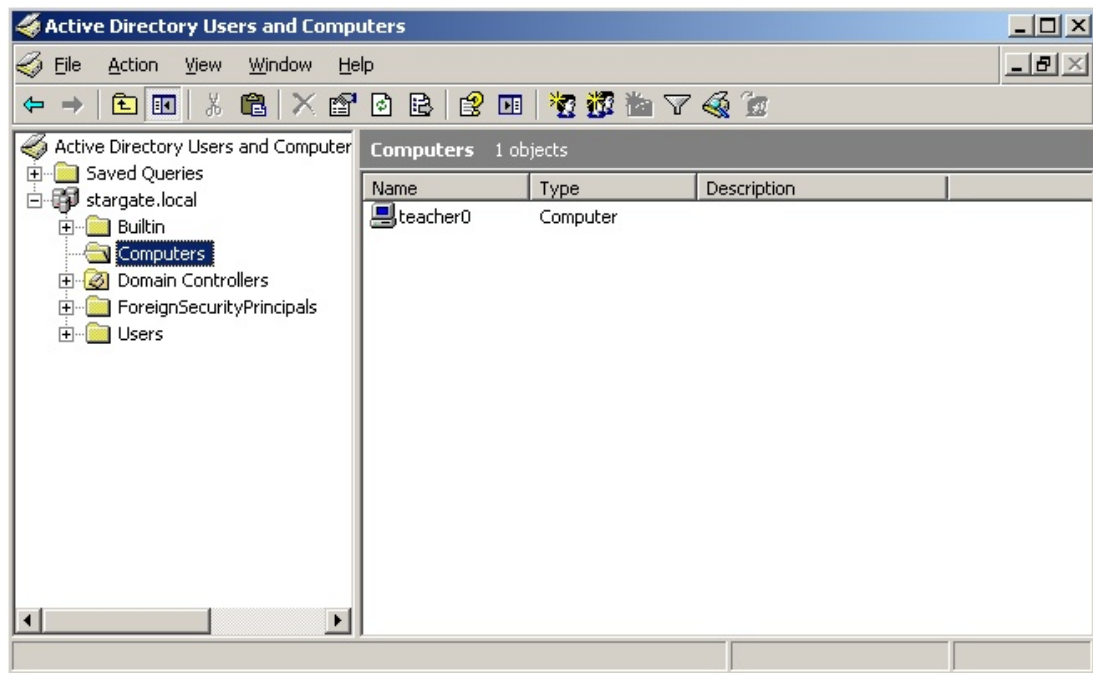 Active Directory Users and Computers
File Action View Window Help
Active Directory Users and Computer
Saved Queries
stargate.local
Builtin
Computers
Domain Controllers
ForeignSecurityPrincipals
Users
Computers 1 objects
Name Type Description
teacher0 Computer